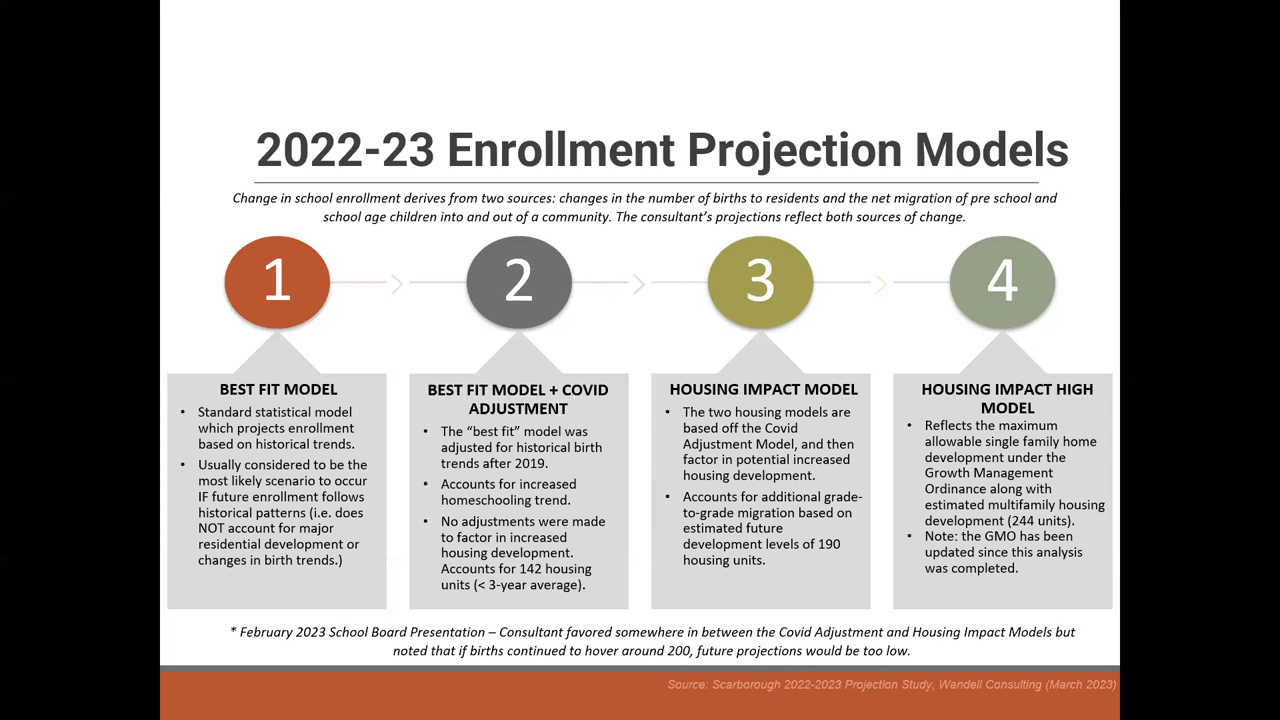 2022-23 Enrollment Projection Models
Change in school enrollment derives from two sources: changes in the number of births to residents and the net migration of pre school and
school age children into and out of a community. The consultant's projections reflect both sources of change.
1
2
3
4
BEST FIT MODEL
• Standard statistical model
which projects enrollment
based on historical trends.
• Usually considered to be the
most likely scenario to occur
IF future enrollment follows
historical patterns (i.e. does
NOT account for major
residential development or
changes in birth trends.)
BEST FIT MODEL + COVID
ADJUSTMENT
• The “best fit” model was
adjusted for historical birth
trends after 2019.
• Accounts for increased
homeschooling trend.
• No adjustments were made
to factor in increased
housing development.
Accounts for 142 housing
units (< 3-year average).
HOUSING IMPACT MODEL
• The two housing models are
based off the Covid
Adjustment Model, and then
factor in potential increased
housing development.
• Accounts for additional grade-
to-grade migration based on
estimated future
development levels of 190
housing units.
HOUSING IMPACT HIGH
MODEL
• Reflects the maximum
allowable single family home
development under the
Growth Management
Ordinance along with
estimated multifamily housing
development (244 units).
• Note: the GMO has been
updated since this analysis
was completed.
* February 2023 School Board Presentation – Consultant favored somewhere in between the Covid Adjustment and Housing Impact Models but
noted that if births continued to hover around 200, future projections would be too low.
Source: Scarborough 2022-2023 Projection Study, Wandell Consulting (March 2023)